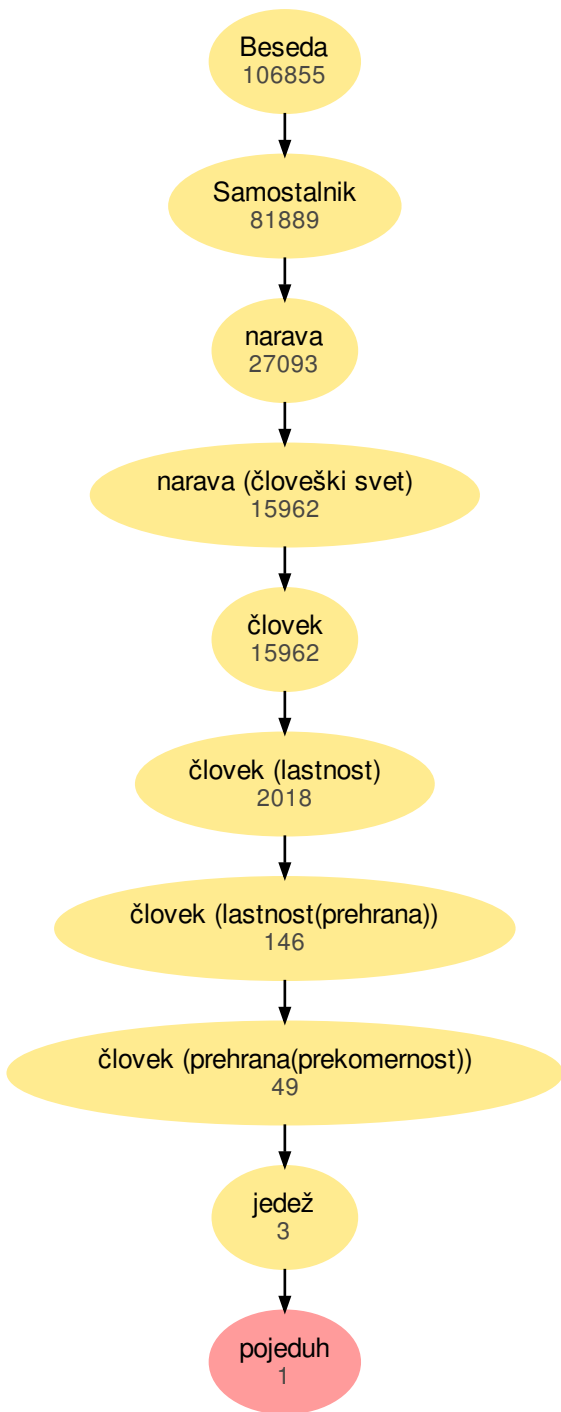 Beseda
106855
Samostalnik
81889
narava
27093
narava (človeški svet)
15962
človek
15962
človek (lastnost)
2018
človek (lastnost(prehrana))
146
človek (prehrana(prekomernost))
49
jedež
3
pojeduh
1